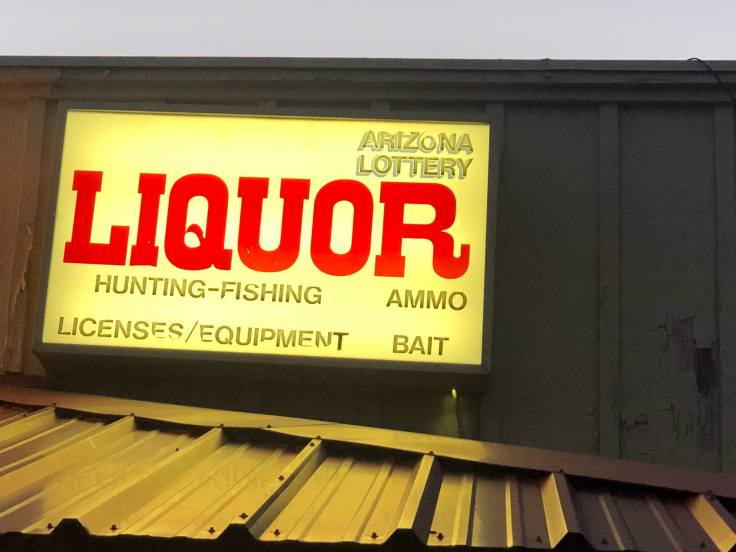 ARIZONA
LOTTERY
LIQUOR
HUNTING-FISHING AMMO
LICENSES/EQUIPMENT BAIT